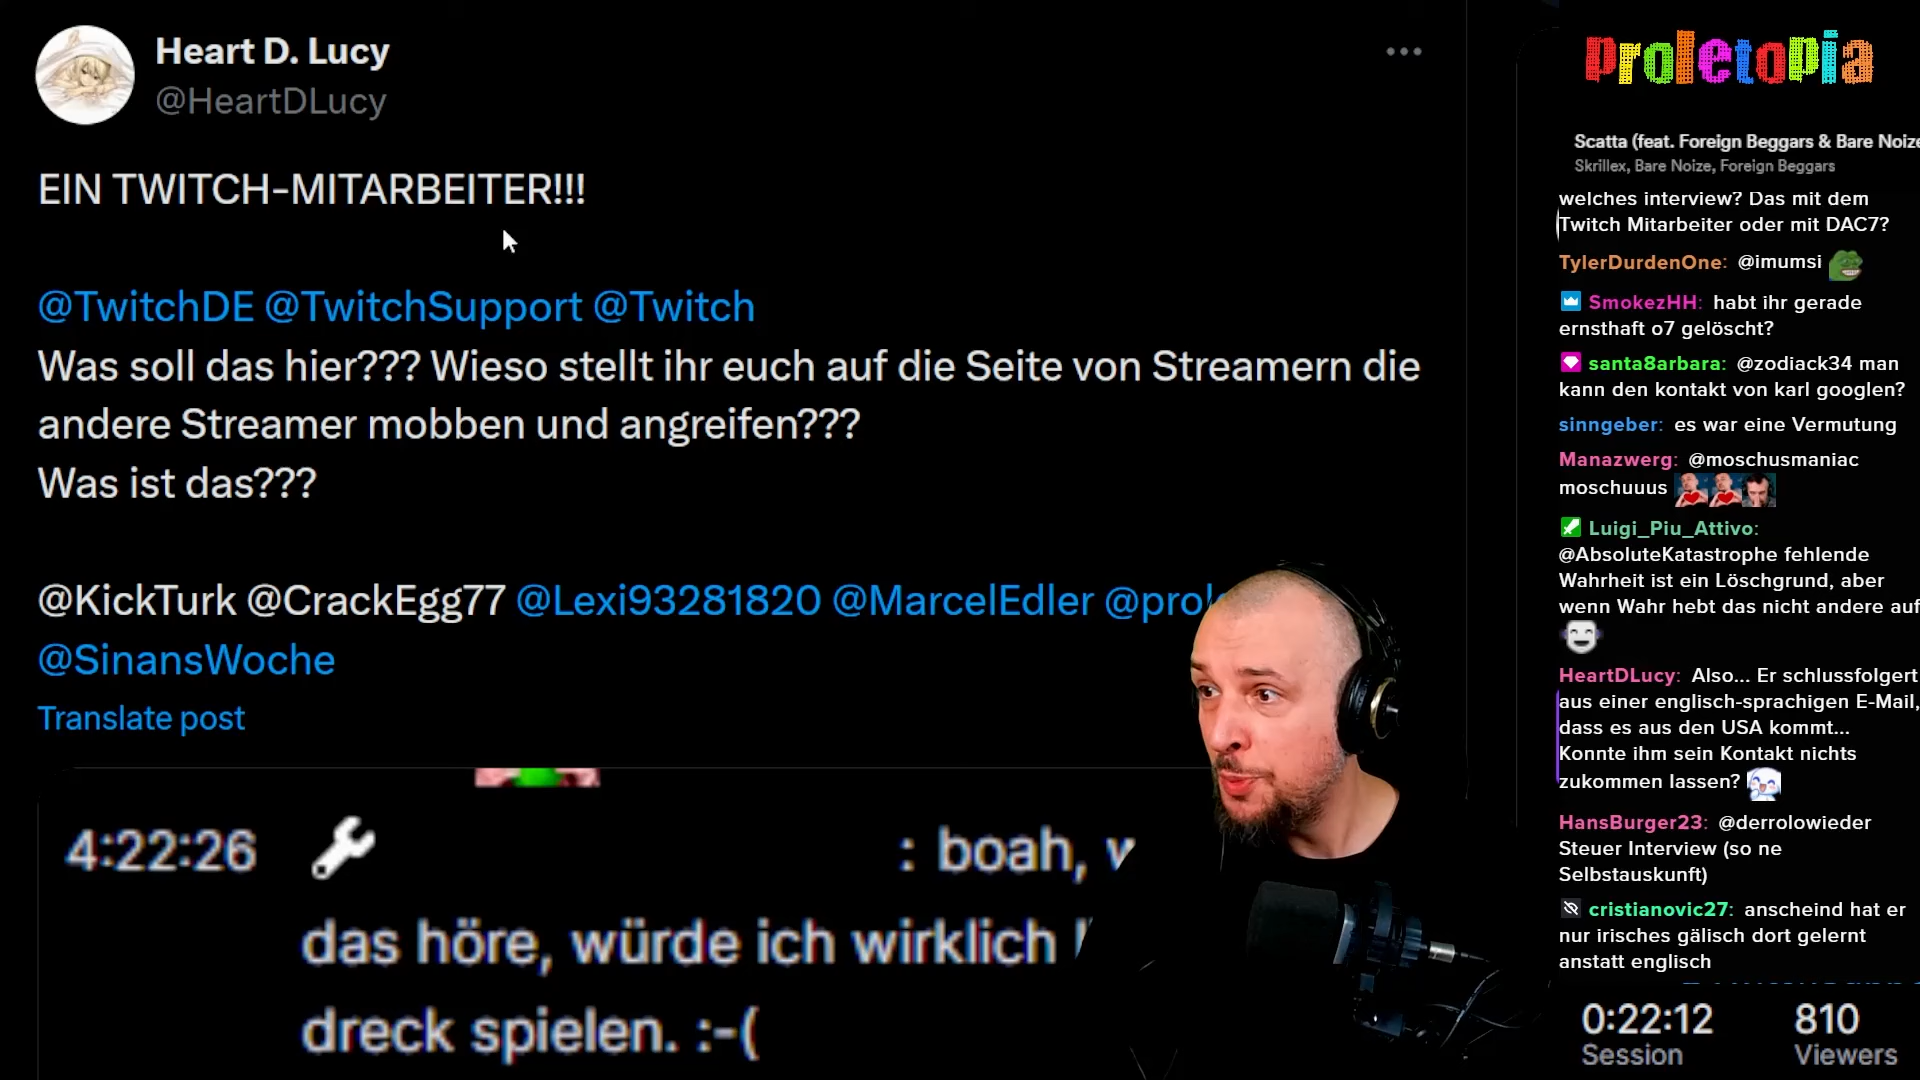 Heart D. Lucy
@HeartDLucy
EIN TWITCH-MITARBEITER!!!
@TwitchDE @TwitchSupport @Twitch
Was soll das hier??? Wieso stellt ihr euch auf die Seite von Streamern die
andere Streamer mobben und angreifen???
Was ist das???
@KickTurk @CrackEgg77 @Lexi93281820 @MarcelEdler
@SinansWoche
Translate post
4:22:26 : boah,
das höre, würde ich wirklich
dreck spielen. :-(
Proletopia
Scatta (feat. Foreign Beggars & Bare Noize
Skrillex, Bare Noize, Foreign Beggars
welches interview? Das mit dem
Twitch Mitarbeiter oder mit DAC7?
TylerDurdenOne: @imumsi
SmokezHH: habt ihr gerade
ernsthaft o7 gelöscht?
santa8arbara: @zodiack34 man
kann den kontakt von karl googlen?
sinngeber: es war eine Vermutung
Manazwerg: @moschusmaniac
moschuuus
Luigi_Piu_Attivo:
@AbsoluteKatastrophe fehlende
Wahrheit ist ein Löschgrund, aber
wenn Wahr hebt das nicht andere auf
HeartDLucy: Also... Er schlussfolgert
aus einer englisch-sprachigen E-Mail,
dass es aus den USA kommt...
Konnte ihm sein Kontakt nichts
zukommen lassen?
HansBurger23: @derrolowieder
Steuer Interview (so ne
Selbstauskunft)
cristianovic27: anscheind hat er
nur irisches gälisch dort gelernt
anstatt englisch
0:22:12 810
Session Viewers